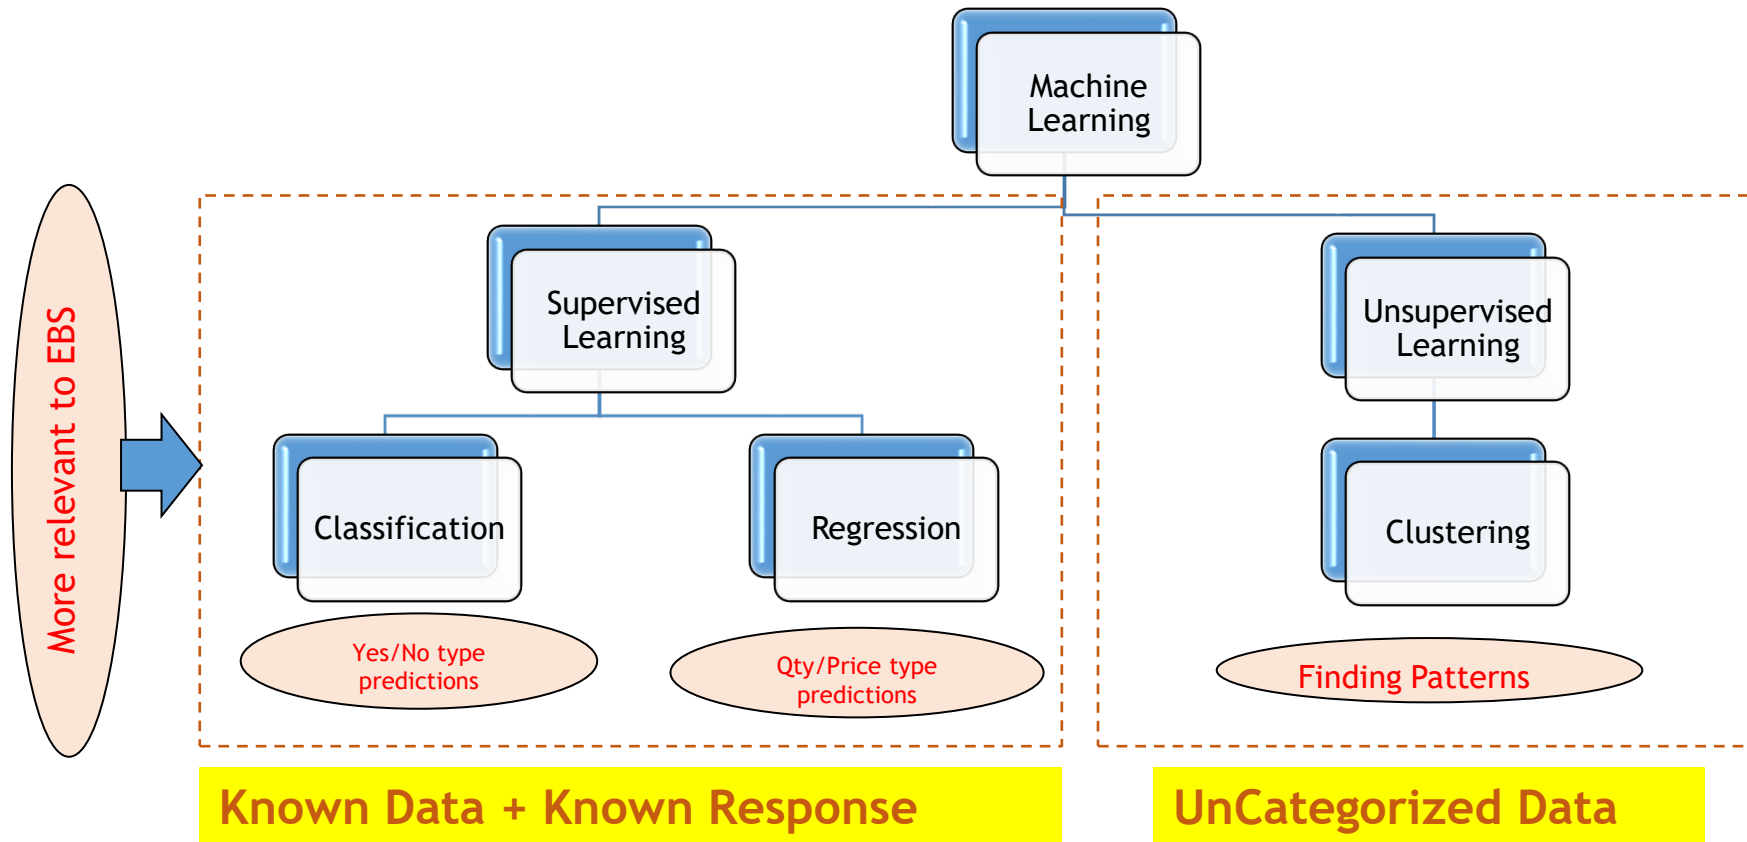 Machine
Learning
Supervised
Learning
Unsupervised
Learning
More relevant to EBS
Classification
Regression
Clustering
Yes/No type
predictions
Qty/Price type
predictions
Finding Patterns
Known Data + Known Response
UnCategorized Data